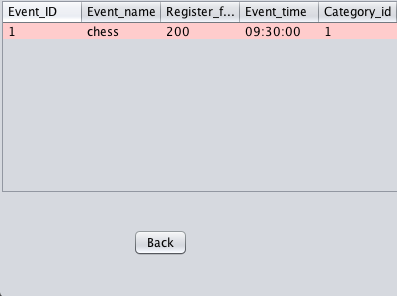 Event_ID Event_name Register_f... Event_time Category_id
1 chess 200 09:30:00 1
Back